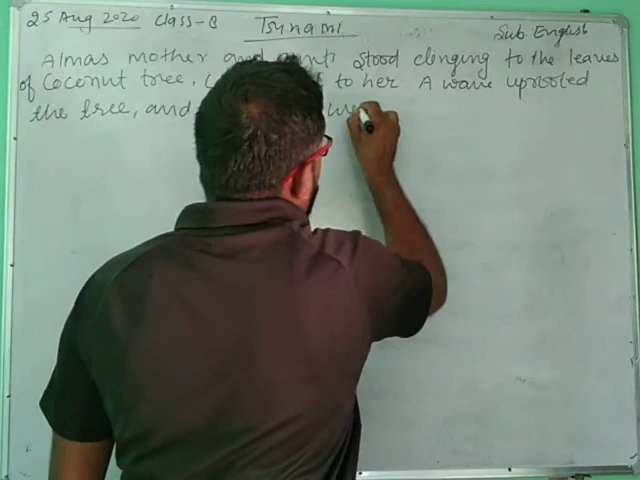 25 Aug 2020 Class-8 Tsunami Sub English
Almas mother and stood clinging to the leaves
of Coconut tree, to her A wave uprooted
the tree, and